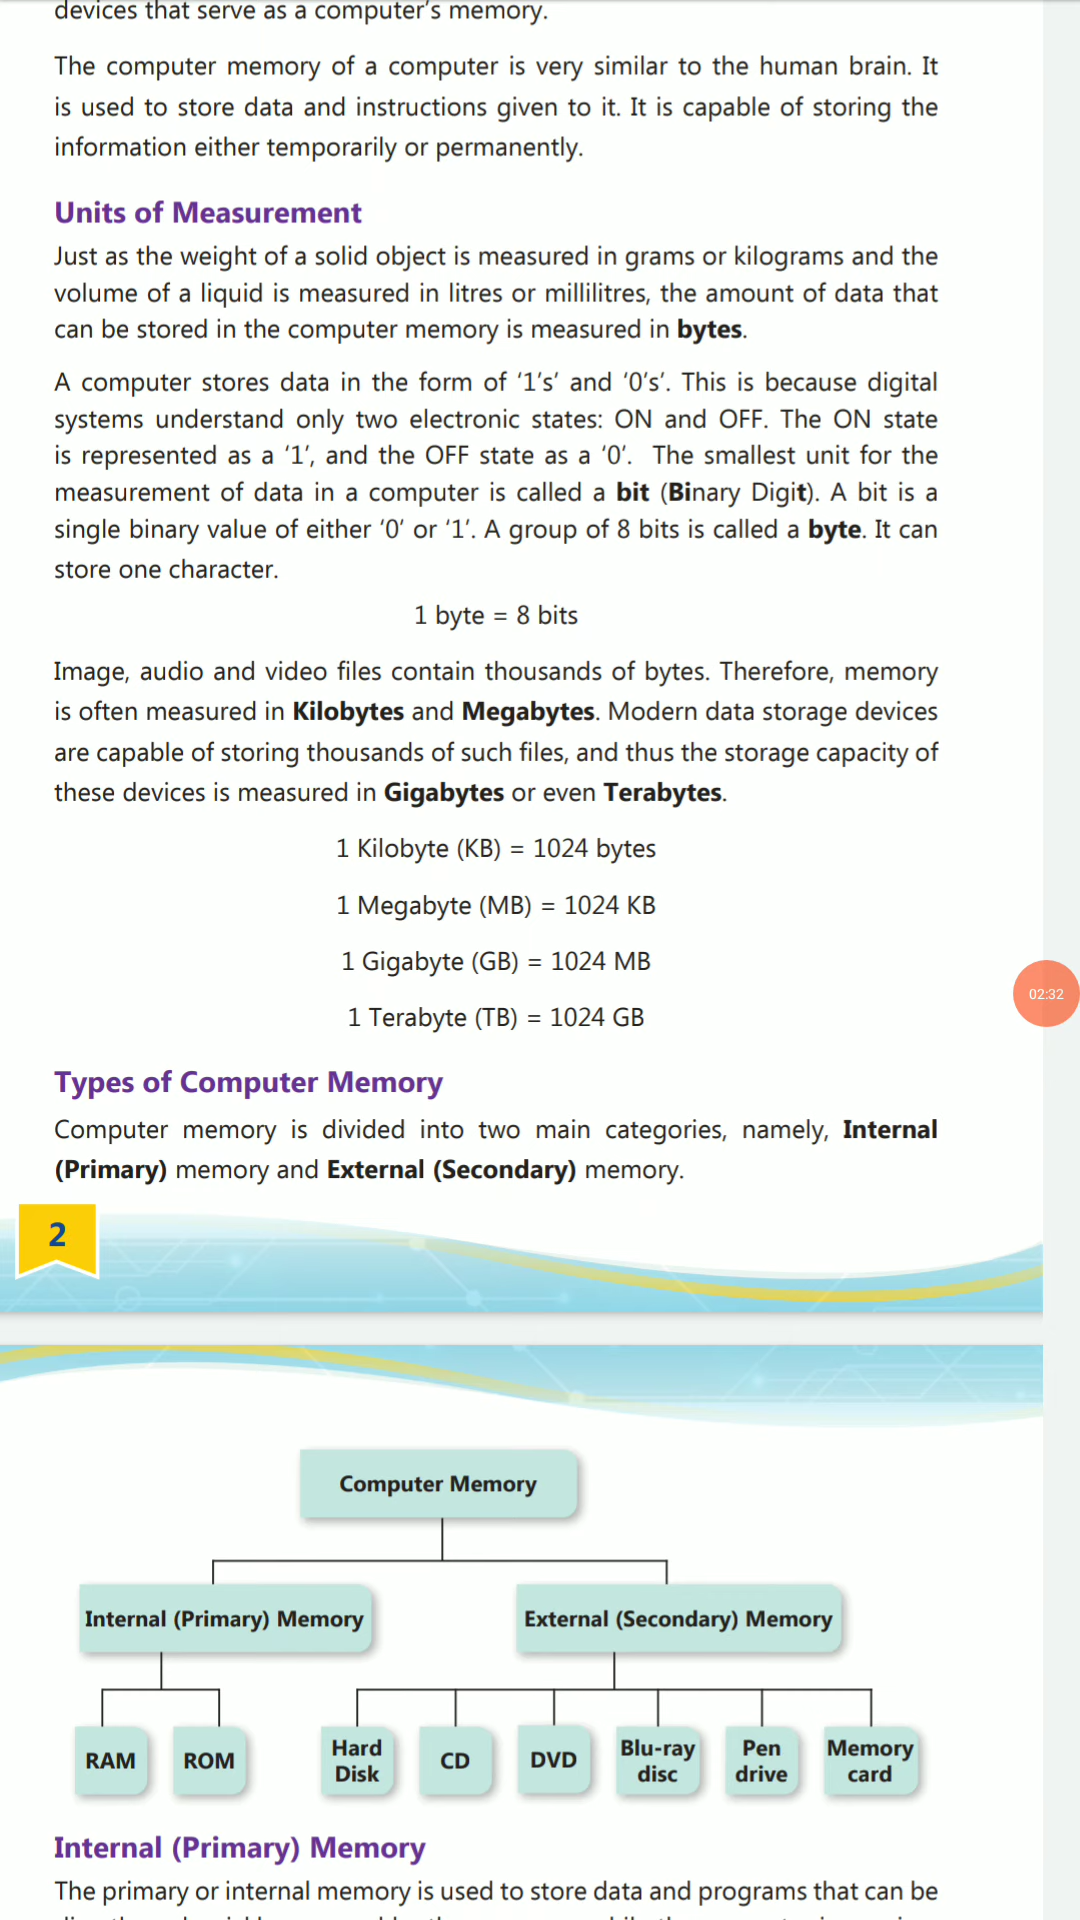 devices that serve as a computer's memory.
The computer memory of a computer is very similar to the human brain. It
is used to store data and instructions given to it. It is capable of storing the
information either temporarily or permanently.
Units of Measurement
Just as the weight of a solid object is measured in grams or kilograms and the
volume of a liquid is measured in litres or millilitres, the amount of data that
can be stored in the computer memory is measured in bytes.
A computer stores data in the form of ‘1’s’ and ‘0’s’. This is because digital
systems understand only two electronic states: ON and OFF. The ON state
is represented as a ‘1’, and the OFF state as a ‘0’. The smallest unit for the
measurement of data in a computer is called a bit (Binary Digit). A bit is a
single binary value of either ‘0’ or ‘1’. A group of 8 bits is called a byte. It can
store one character.
1 byte = 8 bits
Image, audio and video files contain thousands of bytes. Therefore, memory
is often measured in Kilobytes and Megabytes. Modern data storage devices
are capable of storing thousands of such files, and thus the storage capacity of
these devices is measured in Gigabytes or even Terabytes.
1 Kilobyte (KB) = 1024 bytes
1 Megabyte (MB) = 1024 KB
1 Gigabyte (GB) = 1024 MB
02:32
1 Terabyte (TB) = 1024 GB
Types of Computer Memory
Computer memory is divided into two main categories, namely, Internal
(Primary) memory and External (Secondary) memory.
2
Computer Memory
Internal (Primary) Memory
External (Secondary) Memory
RAM
ROM
Hard
Disk
CD
DVD
Blu-ray
disc
Pen
drive
Memory
card
Internal (Primary) Memory
The primary or internal memory is used to store data and programs that can be